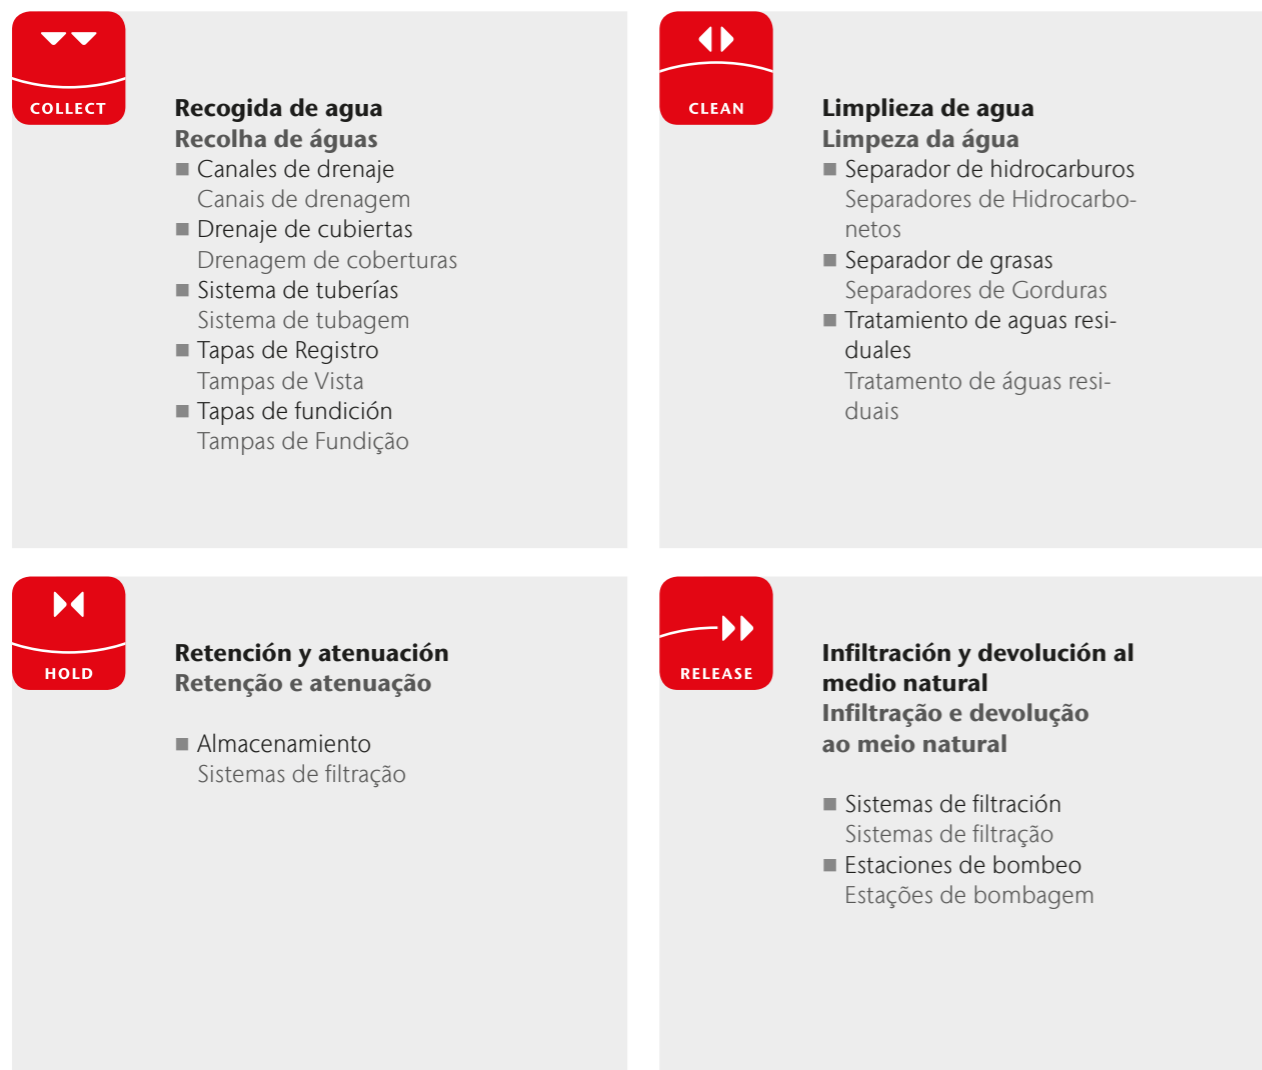 COLLECT
Recogida de agua
Recolha de águas
■ Canales de drenaje
Canais de drenagem
■ Drenaje de cubiertas
Drenagem de coberturas
■ Sistema de tuberías
Sistema de tubagem
■ Tapas de Registro
Tampas de Vista
■ Tapas de fundición
Tampas de Fundição
CLEAN
Limplieza de agua
Limpeza da água
■ Separador de hidrocarburos
Separadores de Hidrocarbo-
netos
■ Separador de grasas
Separadores de Gorduras
■ Tratamiento de aguas resi-
duales
Tratamento de águas resi-
duais
HOLD
Retención y atenuación
Retenção e atenuação
■ Almacenamiento
Sistemas de filtração
RELEASE
Infiltración y devolución al
medio natural
Infiltração e devolução
ao meio natural
■ Sistemas de filtración
Sistemas de filtração
■ Estaciones de bombeo
Estações de bombagem